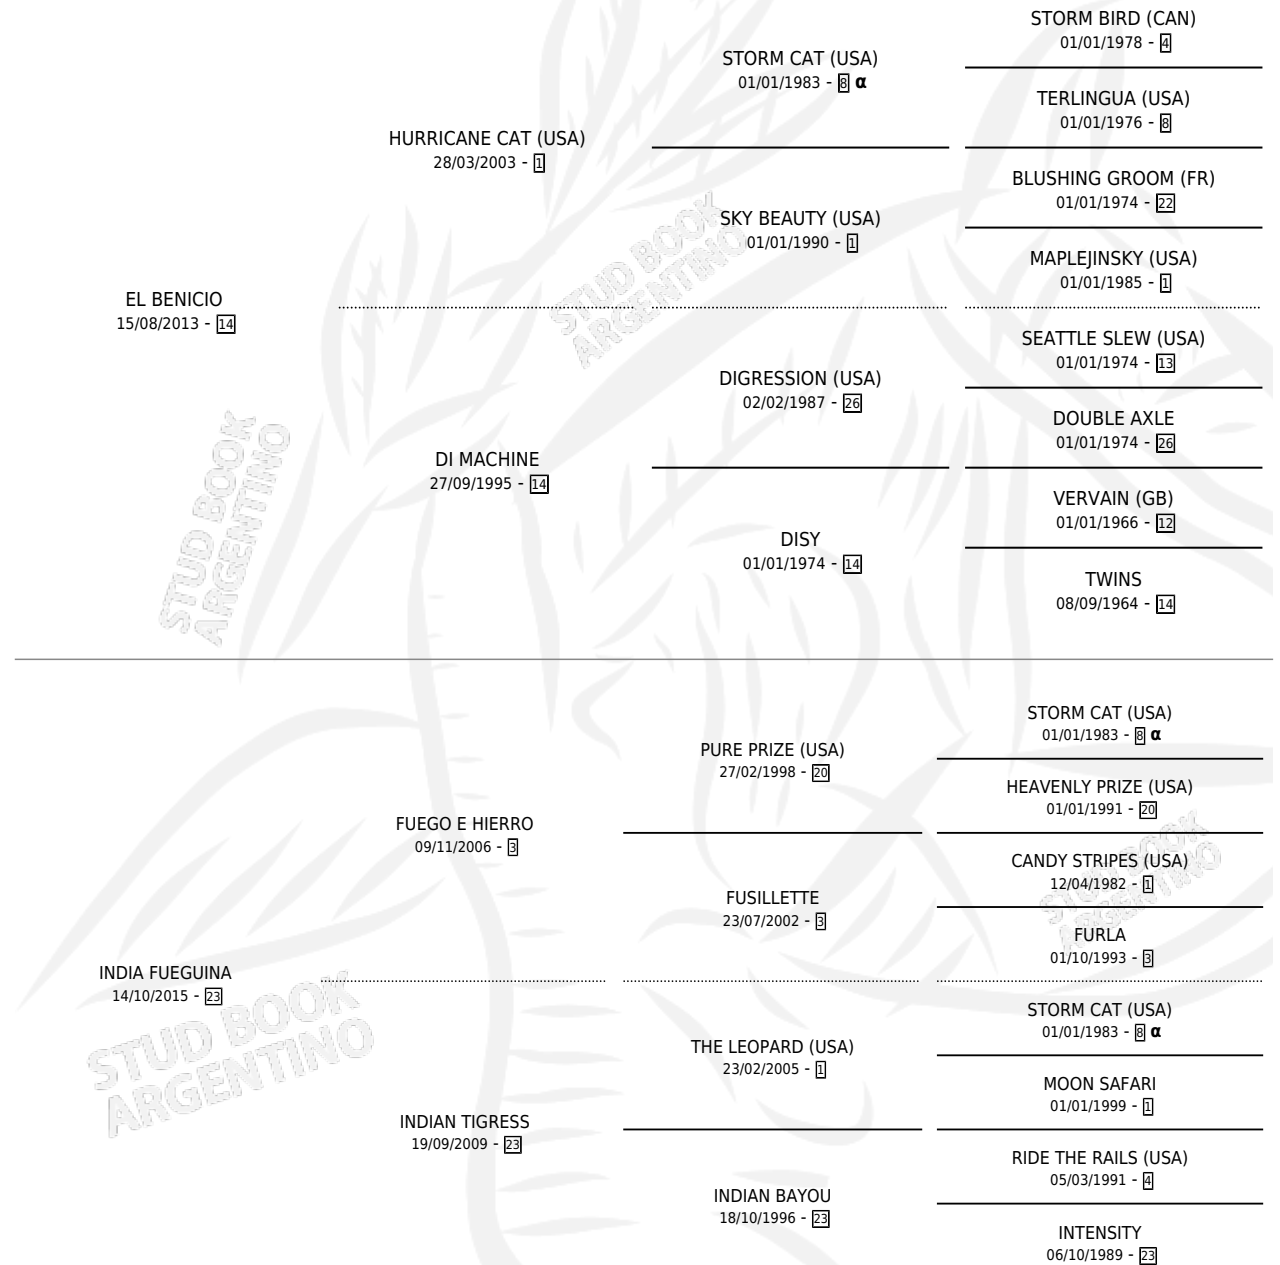 STORM BIRD (CAN)
01/01/1978 - 4
STORM CAT (USA)
01/01/1983 - 8 α
TERLINGUA (USA)
01/01/1976 - 8
HURRICANE CAT (USA)
28/03/2003 - 1
BLUSHING GROOM (FR)
01/01/1974 - 22
SKY BEAUTY (USA)
01/01/1990 - 1
MAPLEJINSKY (USA)
01/01/1985 - 1
EL BENICIO
15/08/2013 - 14
SEATTLE SLEW (USA)
01/01/1974 - 13
DIGRESSION (USA)
02/02/1987 - 26
DOUBLE AXLE
01/01/1974 - 26
DI MACHINE
27/09/1995 - 14
VERVAIN (GB)
01/01/1966 - 12
DISY
01/01/1974 - 14
TWINS
08/09/1964 - 14
STORM CAT (USA)
01/01/1983 - 8 α
PURE PRIZE (USA)
27/02/1998 - 20
HEAVENLY PRIZE (USA)
01/01/1991 - 20
FUEGO E HIERRO
09/11/2006 - 3
CANDY STRIPES (USA)
12/04/1982 - 1
FUSILLETTE
23/07/2002 - 3
FURLA
01/10/1993 - 3
INDIA FUEGUINA
14/10/2015 - 23
STORM CAT (USA)
01/01/1983 - 8 α
THE LEOPARD (USA)
23/02/2005 - 1
MOON SAFARI
01/01/1999 - 1
INDIAN TIGRESS
19/09/2009 - 23
RIDE THE RAILS (USA)
05/03/1991 - 4
INDIAN BAYOU
18/10/1996 - 23
INTENSITY
06/10/1989 - 23
STUD BOOK
ARGENTINO
STUD BOOK
ARGENTINO
STUD BOOK
ARGENTINO
STUD BOOK
ARGENTINO